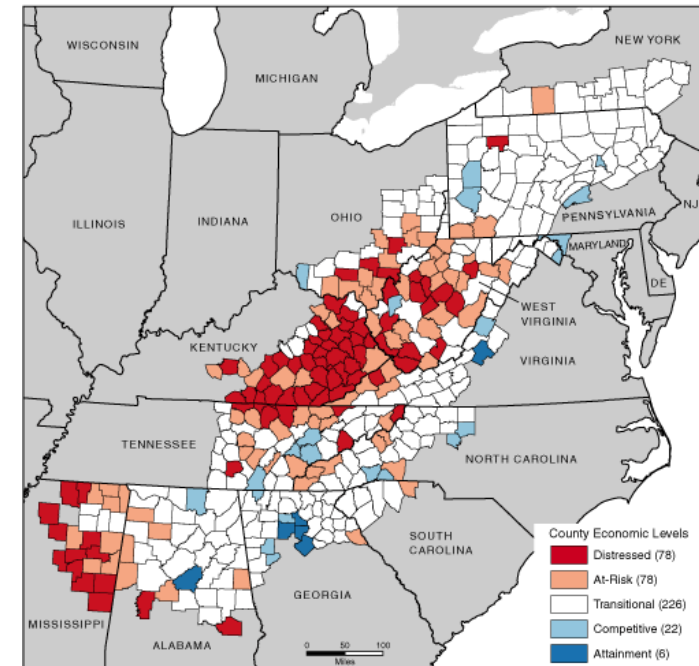 WISCONSIN
NEW YORK
MICHIGAN
ILLINOIS
INDIANA
OHIO
PENNSYLVANIA
NJ
MARYLAND
DE
WEST
VIRGINIA
KENTUCKY
VIRGINIA
TENNESSEE
NORTH CAROLINA
SOUTH
CAROLINA
GEORGIA
MISSISSIPPI
ALABAMA
0 50 100
Miles
County Economic Levels
Distressed (78)
At-Risk (78)
Transitional (226)
Competitive (22)
Attainment (6)